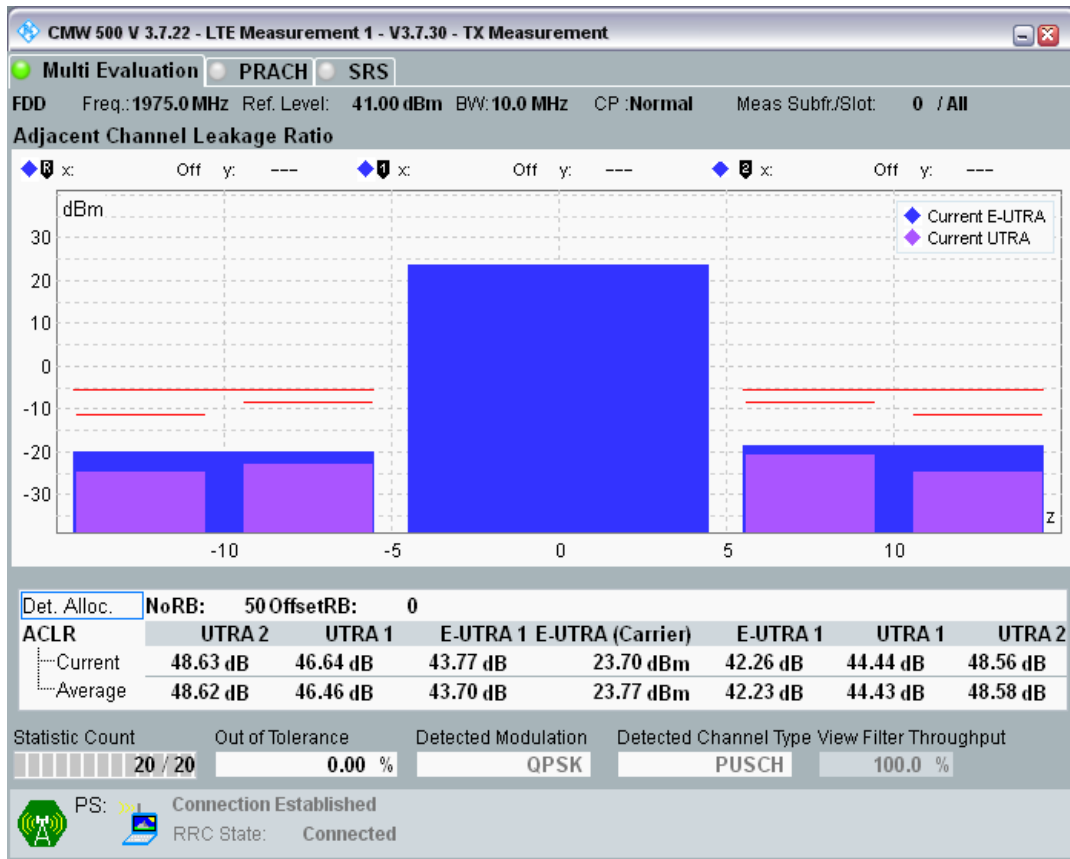 CMW 500 V 3.7.22 - LTE Measurement 1 - V3.7.30 - TX Measurement
Multi Evaluation PRACH SRS
FDD Freq.: 1975.0 MHz Ref. Level: 41.00 dBm BW: 10.0 MHz CP : Normal Meas Subfr./Slot: 0 / All
Adjacent Channel Leakage Ratio
R x: Off y: --- 1 x: Off y: --- 2 x: Off y: ---
dBm
Current E-UTRA
Current UTRA
30
20
10
0
-10
-20
-30
z
-10 -5 0 5 10
Det. Alloc. NoRB: 50 OffsetRB: 0
ACLR UTRA 2 UTRA 1 E-UTRA 1 E-UTRA (Carrier) E-UTRA 1 UTRA 1 UTRA 2
Current 48.63 dB 46.64 dB 43.77 dB 23.70 dBm 42.26 dB 44.44 dB 48.56 dB
Average 48.62 dB 46.46 dB 43.70 dB 23.77 dBm 42.23 dB 44.43 dB 48.58 dB
Statistic Count Out of Tolerance Detected Modulation Detected Channel Type View Filter Throughput
20 / 20 0.00 % QPSK PUSCH 100.0 %
PS: Connection Established
RRC State: Connected